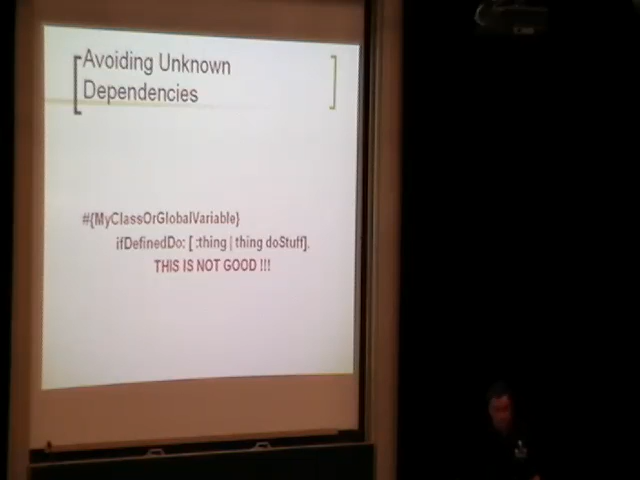 Avoiding Unknown
Dependencies
#{MyClassOrGlobalVariable}
ifDefinedDo: [ :thing | thing doStuff].
THIS IS NOT GOOD !!!